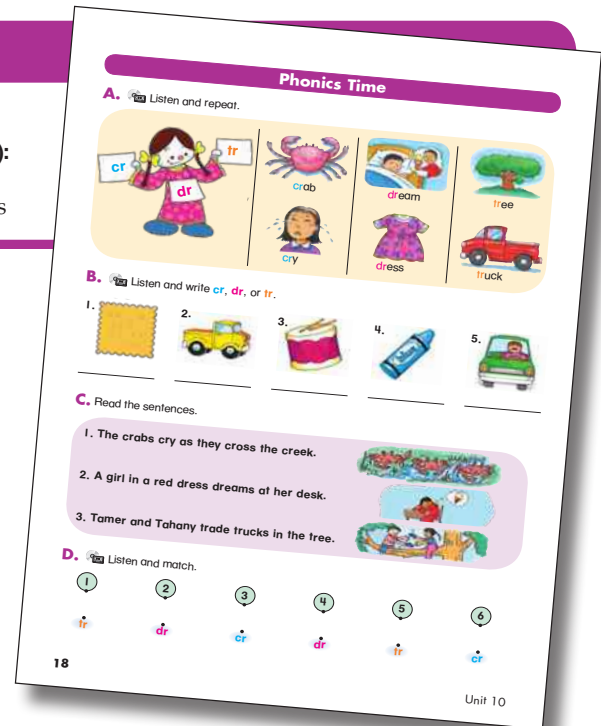 ):
s
Phonics Time
A. Listen and repeat.
cr
tr
dr
crab
dream
tree
cry
dress
truck
B. Listen and write cr, dr, or tr.
1.
2.
3.
4.
5.
C. Read the sentences.
1. The crabs cry as they cross the creek.
2. A girl in a red dress dreams at her desk.
3. Tamer and Tahany trade trucks in the tree.
D. Listen and match.
1 2 3 4 5 6
tr dr cr dr tr cr
18
Unit 10